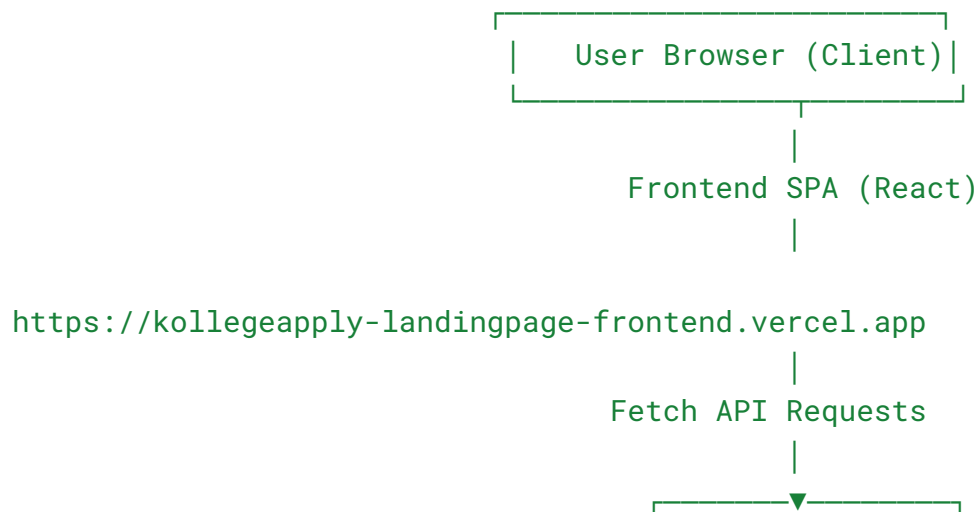 User Browser (Client)
Frontend SPA (React)
https://kollegeapply-landingpage-frontend.vercel.app
Fetch API Requests